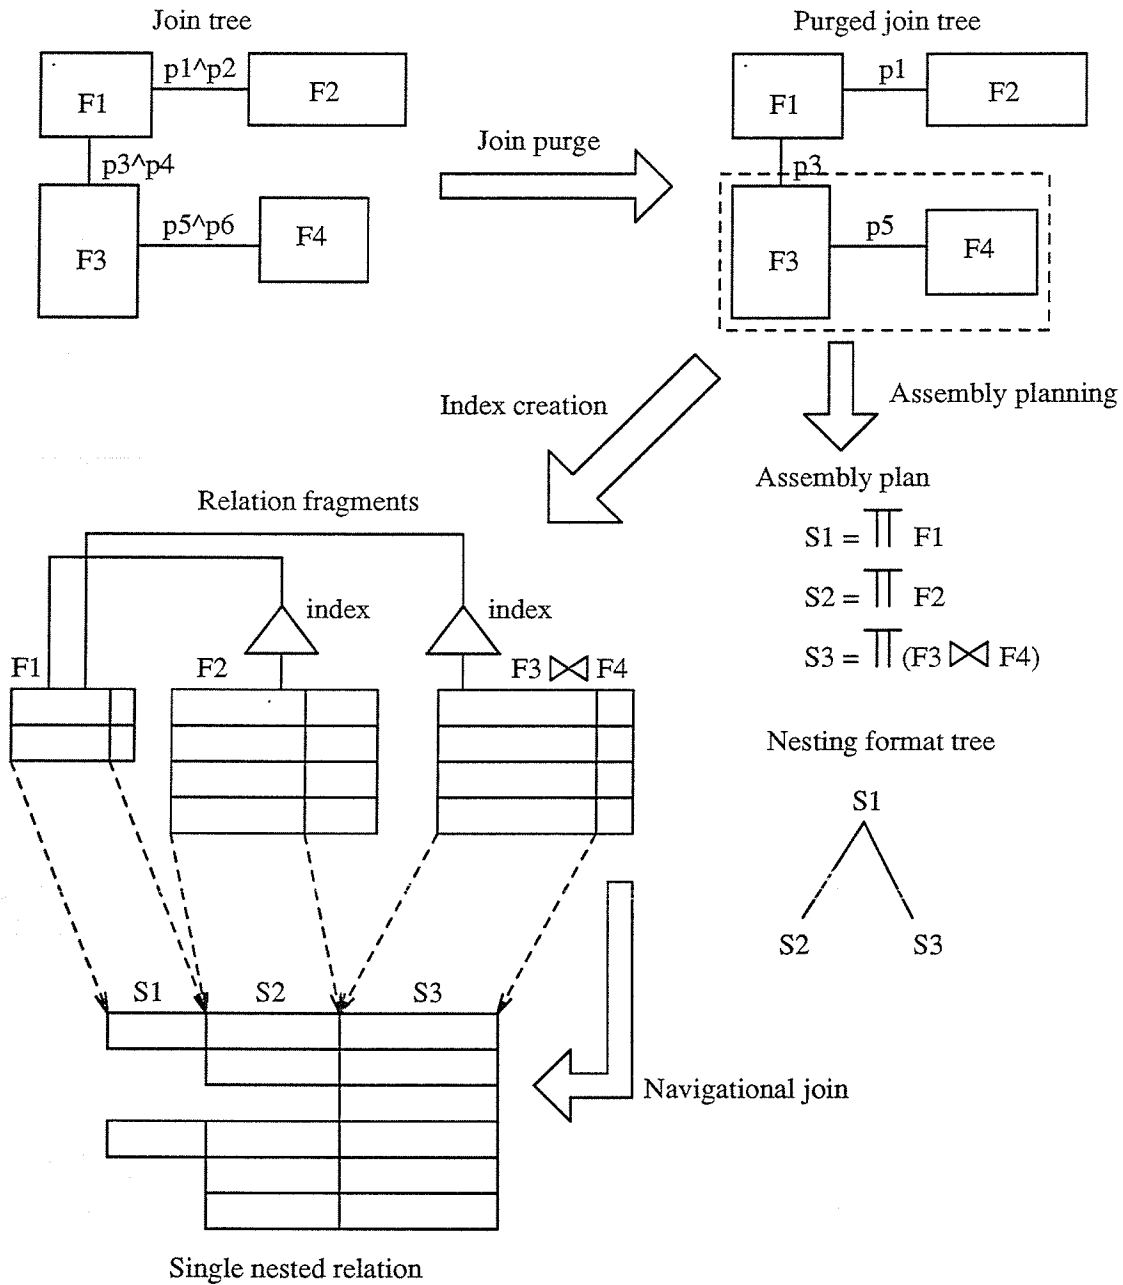 Join tree
Purged join tree
F1
p1^p2
F2
p3^p4
F3
p5^p6
F4
Join purge
F1
p1
F2
p3
F3
p5
F4
Index creation
Assembly planning
Assembly plan
S1 = π F1
S2 = π F2
S3 = π (F3 ⋈ F4)
Relation fragments
index
index
F1
F2
F3 ⋈ F4
Nesting format tree
S1
S2
S3
S1
S2
S3
Navigational join
Single nested relation